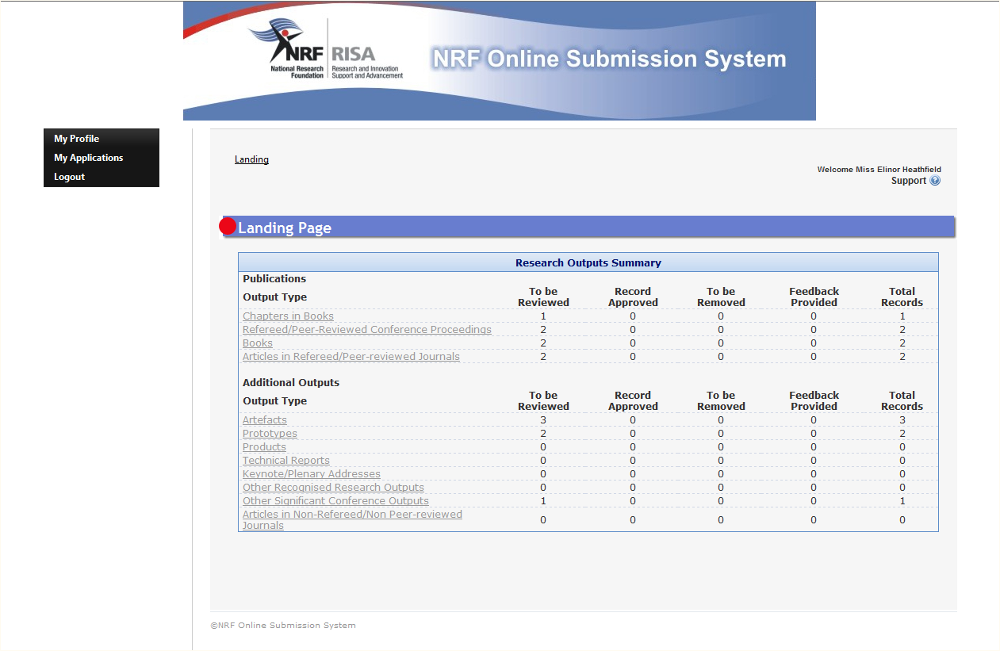 NRF RISA
National Research Foundation
Research and Innovation Support and Advancement
NRF Online Submission System
My Profile
My Applications
Logout
Landing
Welcome Miss Elinor Heathfield
Support
Landing Page
Research Outputs Summary
Publications
Output Type To be Reviewed Record Approved To be Removed Feedback Provided Total Records
Chapters in Books 1 0 0 0 1
Refereed/Peer-Reviewed Conference Proceedings 2 0 0 0 2
Books 2 0 0 0 2
Articles in Refereed/Peer-reviewed Journals 2 0 0 0 2
Additional Outputs
Output Type To be Reviewed Record Approved To be Removed Feedback Provided Total Records
Artefacts 3 0 0 0 3
Prototypes 2 0 0 0 2
Products 0 0 0 0 0
Technical Reports 0 0 0 0 0
Keynote/Plenary Addresses 0 0 0 0 0
Other Recognised Research Outputs 0 0 0 0 0
Other Significant Conference Outputs 1 0 0 0 1
Articles in Non-Refereed/Non Peer-reviewed
Journals 0 0 0 0 0
©NRF Online Submission System